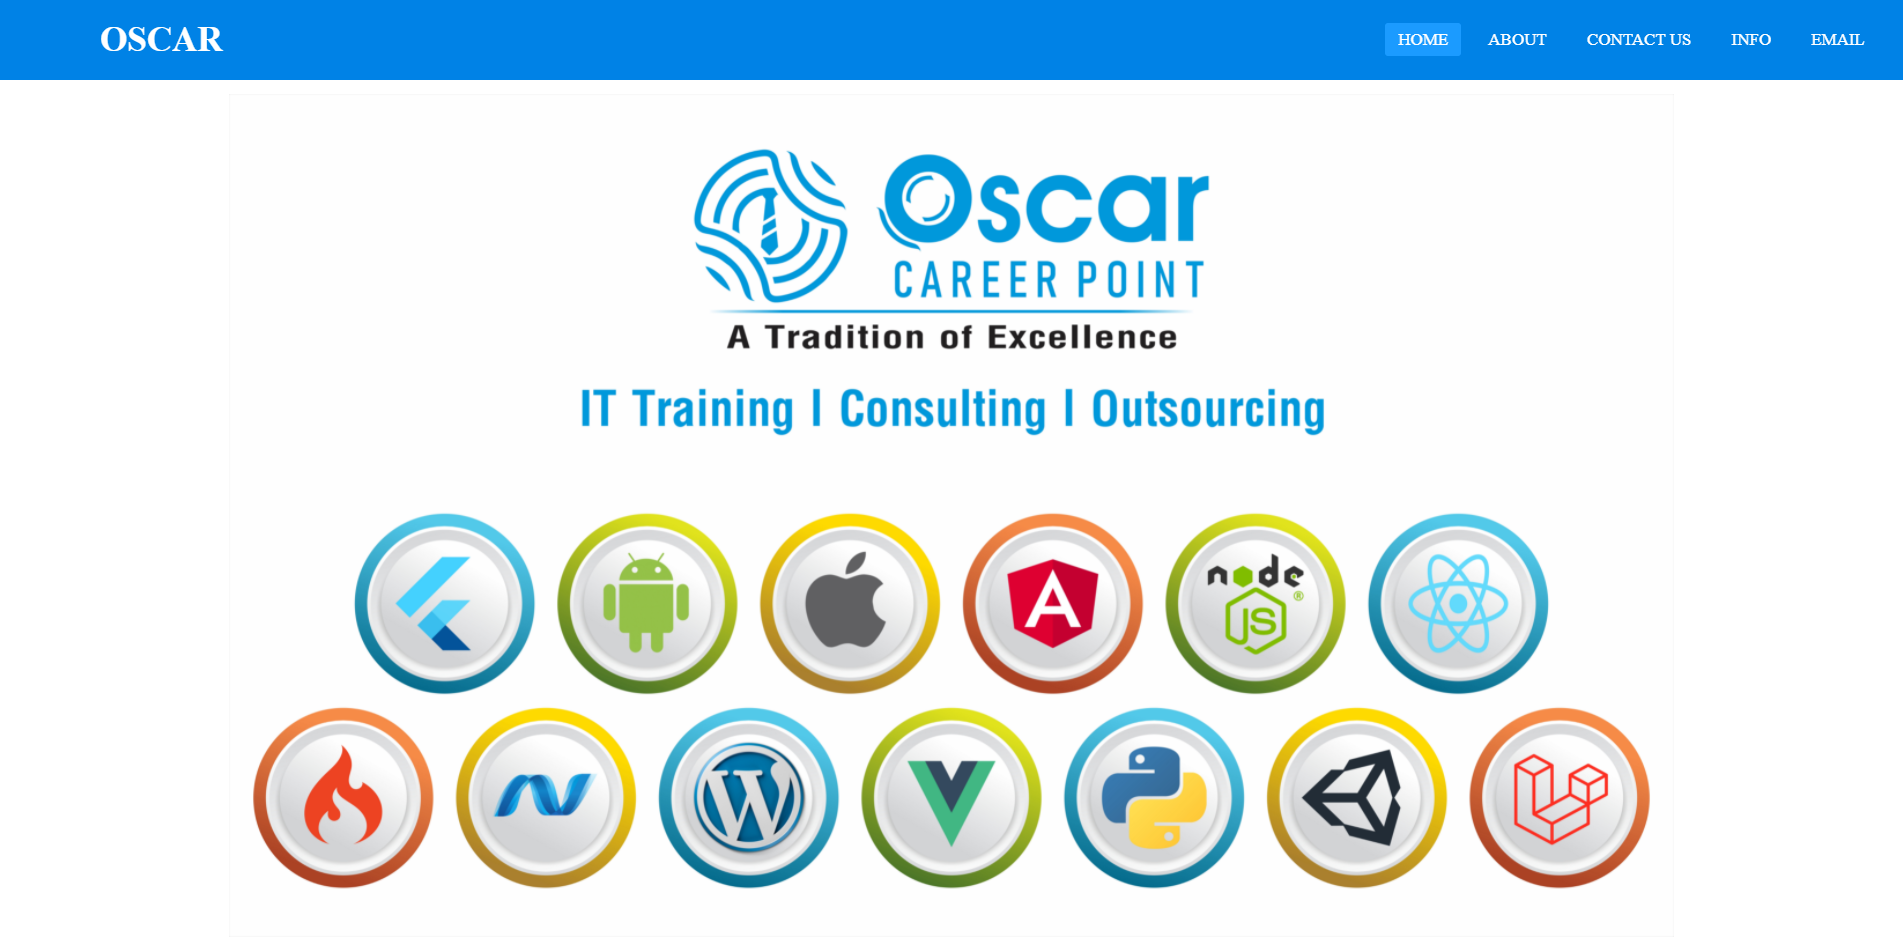 OSCAR
HOME ABOUT CONTACT US INFO EMAIL
Oscar
CAREER POINT
A Tradition of Excellence
IT Training | Consulting | Outsourcing
node
JS